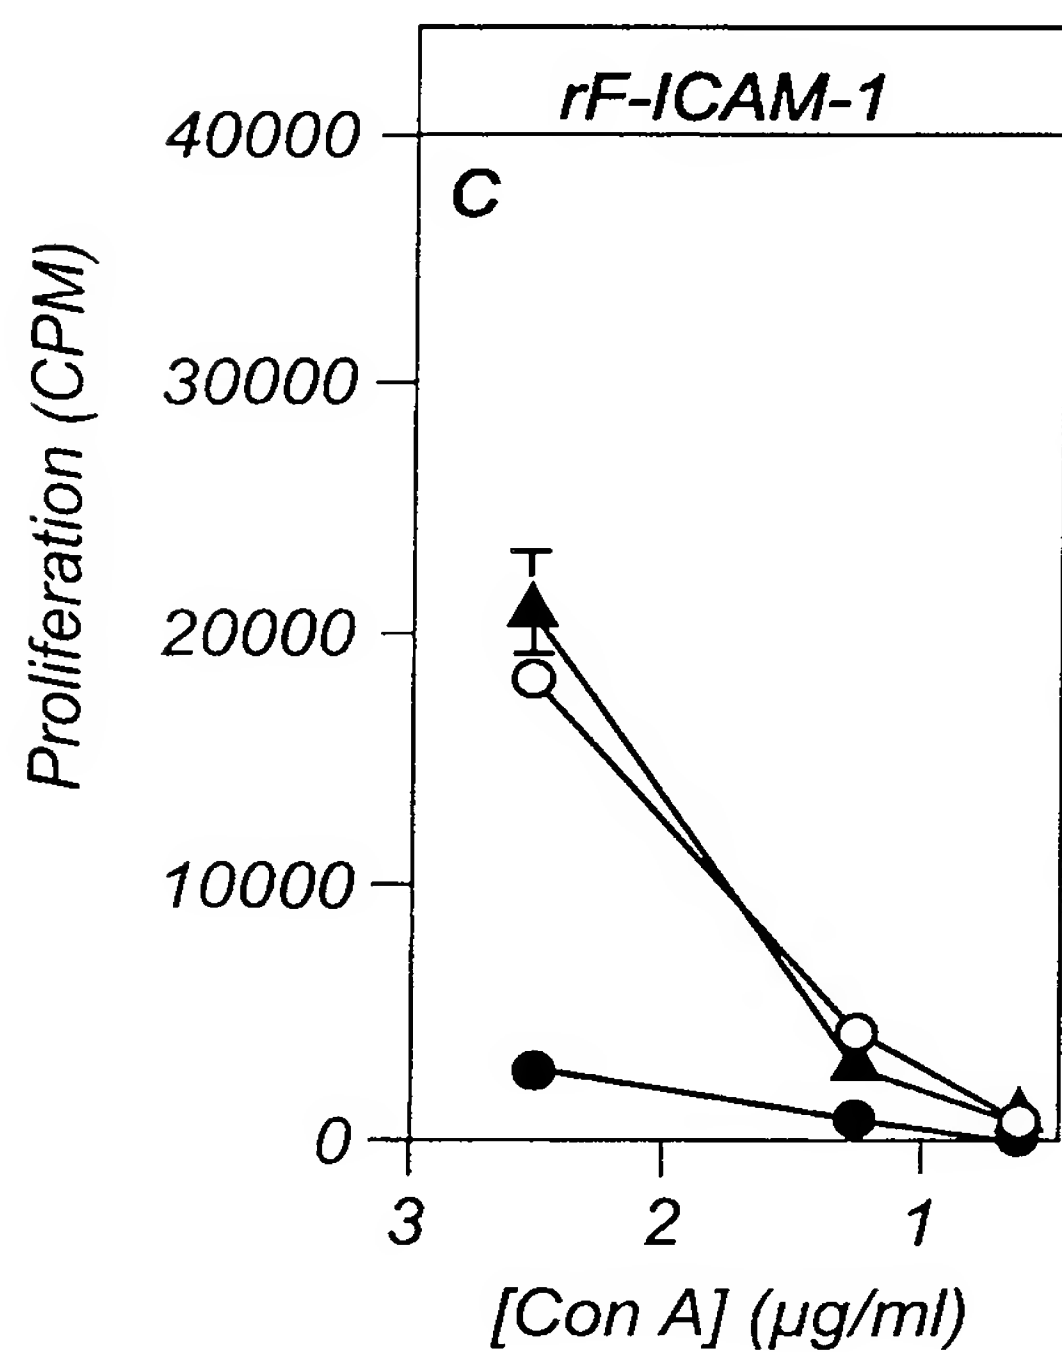 rF-ICAM-1
C
40000
30000
20000
10000
0
Proliferation (CPM)
3 2 1
[Con A] (µg/ml)